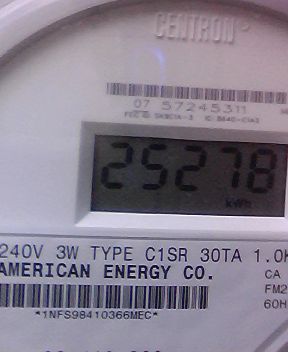 CENTRON®
07 57245311
25278
kWh
240V 3W TYPE C1SR 30TA 1.0K
AMERICAN ENERGY CO.
CA
FM2
60H
*1NFS98410366MEC*